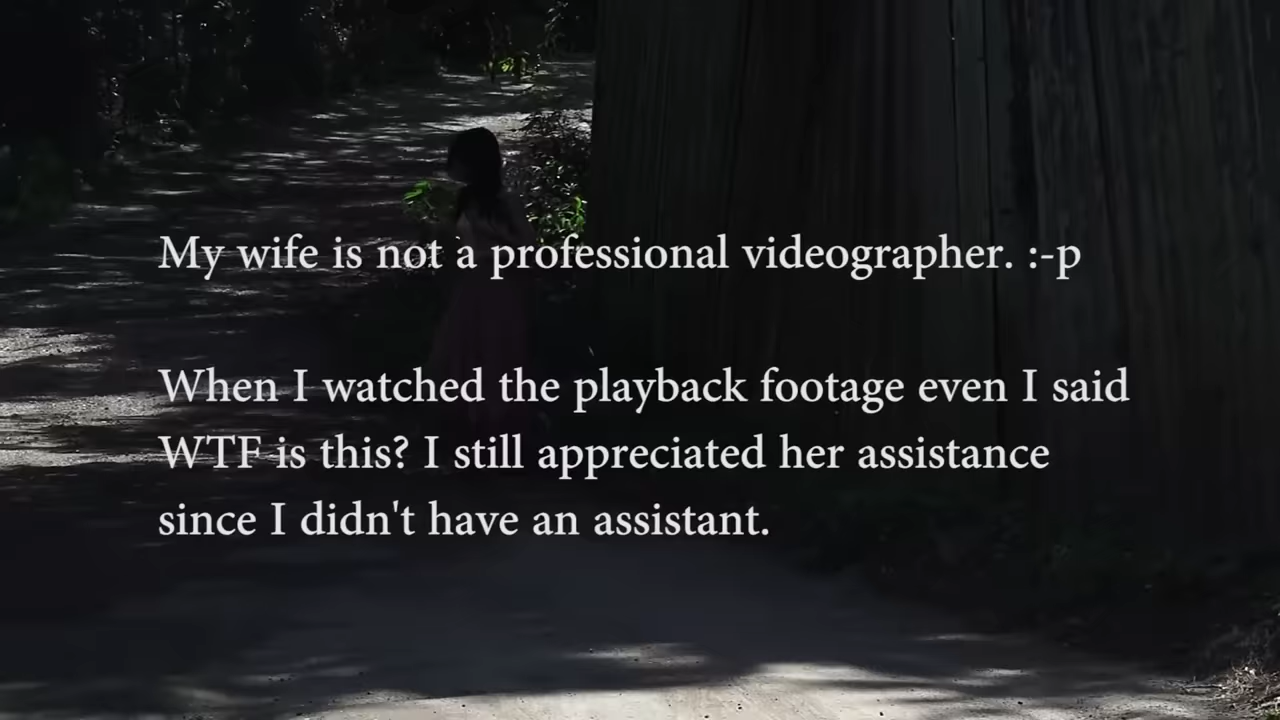 My wife is not a professional videographer. :-p
When I watched the playback footage even I said
WTF is this? I still appreciated her assistance
since I didn't have an assistant.